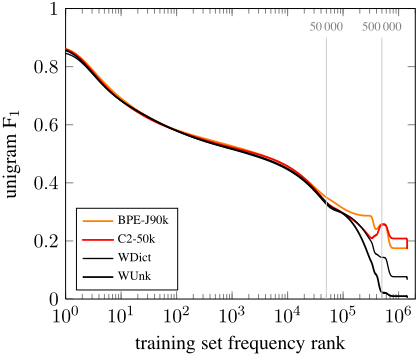 50 000 500 000
1
0.8
0.6
0.4
0.2
0
unigram F1
BPE-J90k
C2-50k
WDict
WUnk
10^0 10^1 10^2 10^3 10^4 10^5 10^6
training set frequency rank